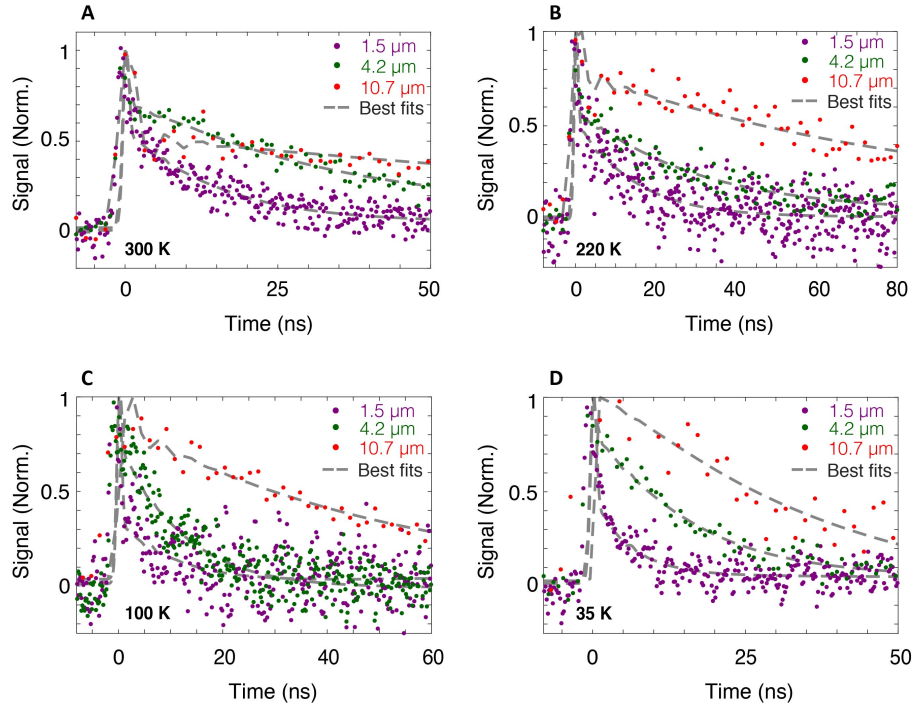 A
Signal (Norm.)
1
0.5
0
1.5 µm
4.2 µm
10.7 µm
Best fits
300 K
0
25
50
Time (ns)
B
Signal (Norm.)
1
0.5
0
1.5 µm
4.2 µm
10.7 µm
Best fits
220 K
0
20
40
60
80
Time (ns)
C
Signal (Norm.)
1
0.5
0
1.5 µm
4.2 µm
10.7 µm
Best fits
100 K
0
20
40
60
Time (ns)
D
Signal (Norm.)
1
0.5
0
1.5 µm
4.2 µm
10.7 µm
Best fits
35 K
0
25
50
Time (ns)